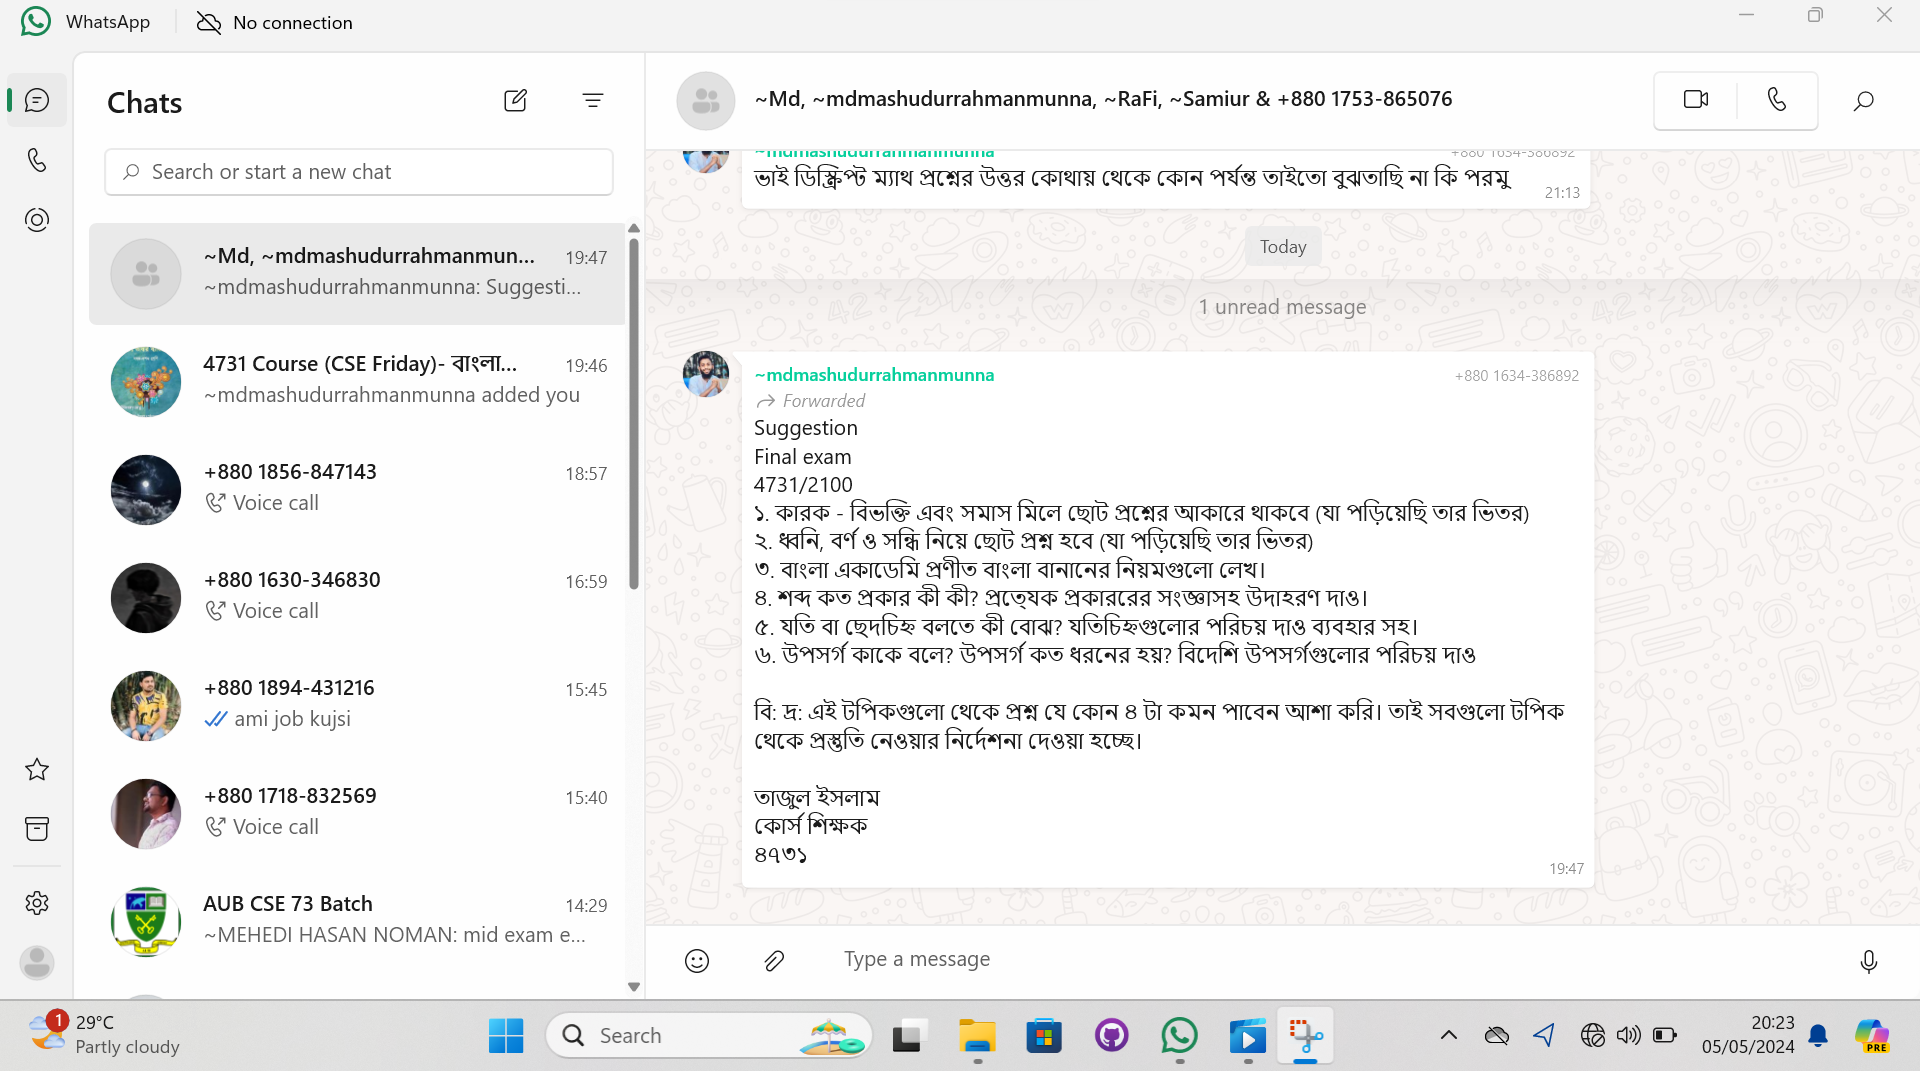 WhatsApp
No connection
Chats
Search or start a new chat
~Md, ~mdmashudurrahmanmun... 19:47
~mdmashudurrahmanmunna: Suggesti...
4731 Course (CSE Friday)- বাংলা... 19:46
~mdmashudurrahmanmunna added you
+880 1856-847143 18:57
Voice call
+880 1630-346830 16:59
Voice call
+880 1894-431216 15:45
ami job kujsi
+880 1718-832569 15:40
Voice call
AUB CSE 73 Batch 14:29
~MEHEDI HASAN NOMAN: mid exam e...
~Md, ~mdmashudurrahmanmunna, ~RaFi, ~Samiur & +880 1753-865076
~mdmashudurrahmanmunna +880 1634-386892
ভাই ডিস্ক্রিপ্ট ম্যাথ প্রশ্নের উত্তর কোথায় থেকে কোন পর্যন্ত তাইতো বুঝতাছি না কি পরমু
21:13
Today
1 unread message
~mdmashudurrahmanmunna +880 1634-386892
Forwarded
Suggestion
Final exam
4731/2100
১. কারক - বিভক্তি এবং সমাস মিলে ছোট প্রশ্নের আকারে থাকবে (যা পড়িয়েছি তার ভিতর)
২. ধ্বনি, বর্ণ ও সন্ধি নিয়ে ছোট প্রশ্ন হবে (যা পড়িয়েছি তার ভিতর)
৩. বাংলা একাডেমি প্রণীত বাংলা বানানের নিয়মগুলো লেখ।
৪. শব্দ কত প্রকার কী কী? প্রত্যেক প্রকাররের সংজ্ঞাসহ উদাহরণ দাও।
৫. যতি বা ছেদচিহ্ন বলতে কী বোঝ? যতিচিহ্নগুলোর পরিচয় দাও ব্যবহার সহ।
৬. উপসর্গ কাকে বলে? উপসর্গ কত ধরনের হয়? বিদেশি উপসর্গগুলোর পরিচয় দাও
বি: দ্র: এই টপিকগুলো থেকে প্রশ্ন যে কোন ৪ টা কমন পাবেন আশা করি। তাই সবগুলো টপিক
থেকে প্রস্তুতি নেওয়ার নির্দেশনা দেওয়া হচ্ছে।
তাজুল ইসলাম
কোর্স শিক্ষক
৪৭৩১
19:47
Type a message
1
29°C
Partly cloudy
Search
20:23
05/05/2024
PRE